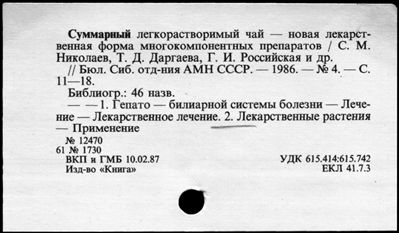 Суммарный легкорастворимый чай — новая лекарст-
венная форма многокомпонентных препаратов / С. М.
Николаев, Т. Д. Даргаева, Г. И. Российская и др.
// Бюл. Сиб. отд-ния АМН СССР. — 1986. — № 4. — С.
11—18.
Библиогр.: 46 назв.
— — 1. Гепато — билиарной системы болезни — Лече-
ние — Лекарственное лечение. 2. Лекарственные растения
— Применение
№ 12470
61 № 1730
ВКП и ГМБ 10.02.87 УДК 615.414:615.742
Изд-во «Книга» ЕКЛ 41.7.3